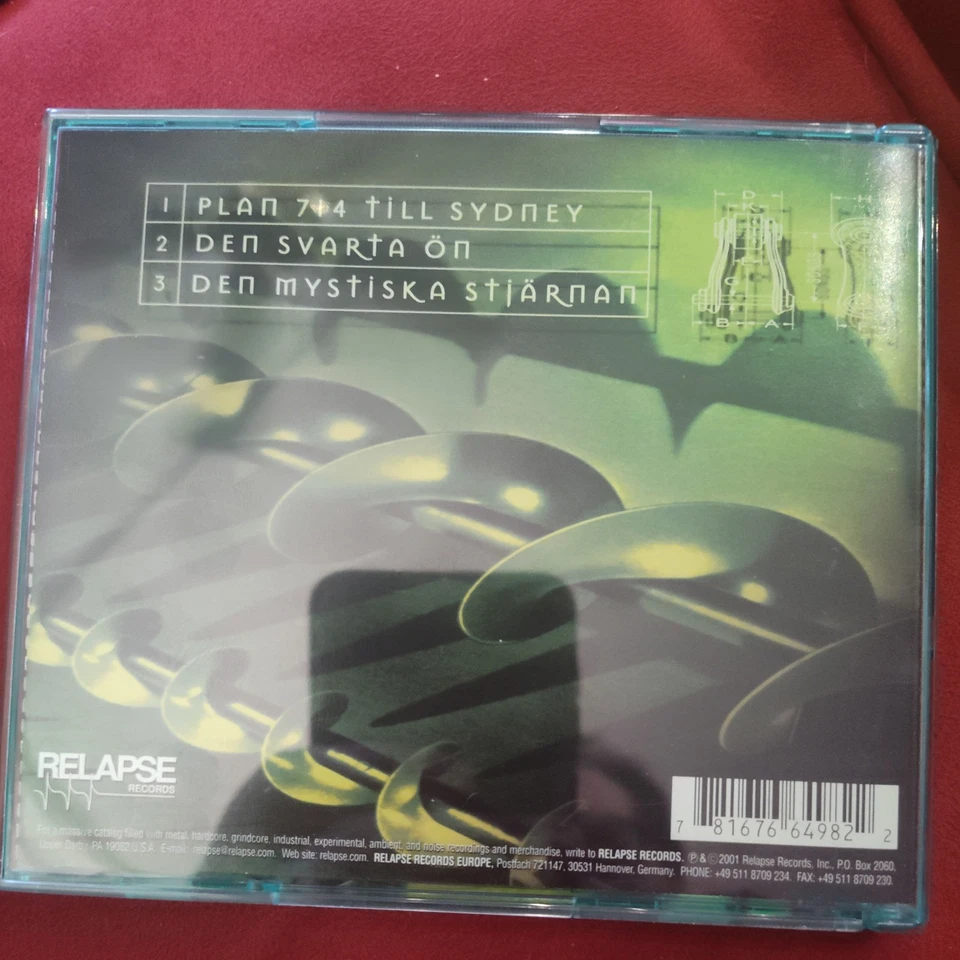 1 PLAN 7+4 TILL SYDNEY
2 DEN SVARTA ÖN
3 DEN MYSTISKA STJÄRNAN
D
H
C
B A
B A
RELAPSE
RECORDS
7 81676 64982 2
For a massive catalog filled with metal, hardcore, grindcore, industrial, experimental, ambient, and noise recordings and merchandise, write to RELAPSE RECORDS. ℗ & © 2001 Relapse Records, Inc., P.O. Box 2060,
Upper Darby, PA 19082 U.S.A. E-mail: relapse@relapse.com. Web site: relapse.com. RELAPSE RECORDS EUROPE, Postfach 721147, 30531 Hannover, Germany. PHONE: +49 511 8709 234. FAX: +49 511 8709 230.